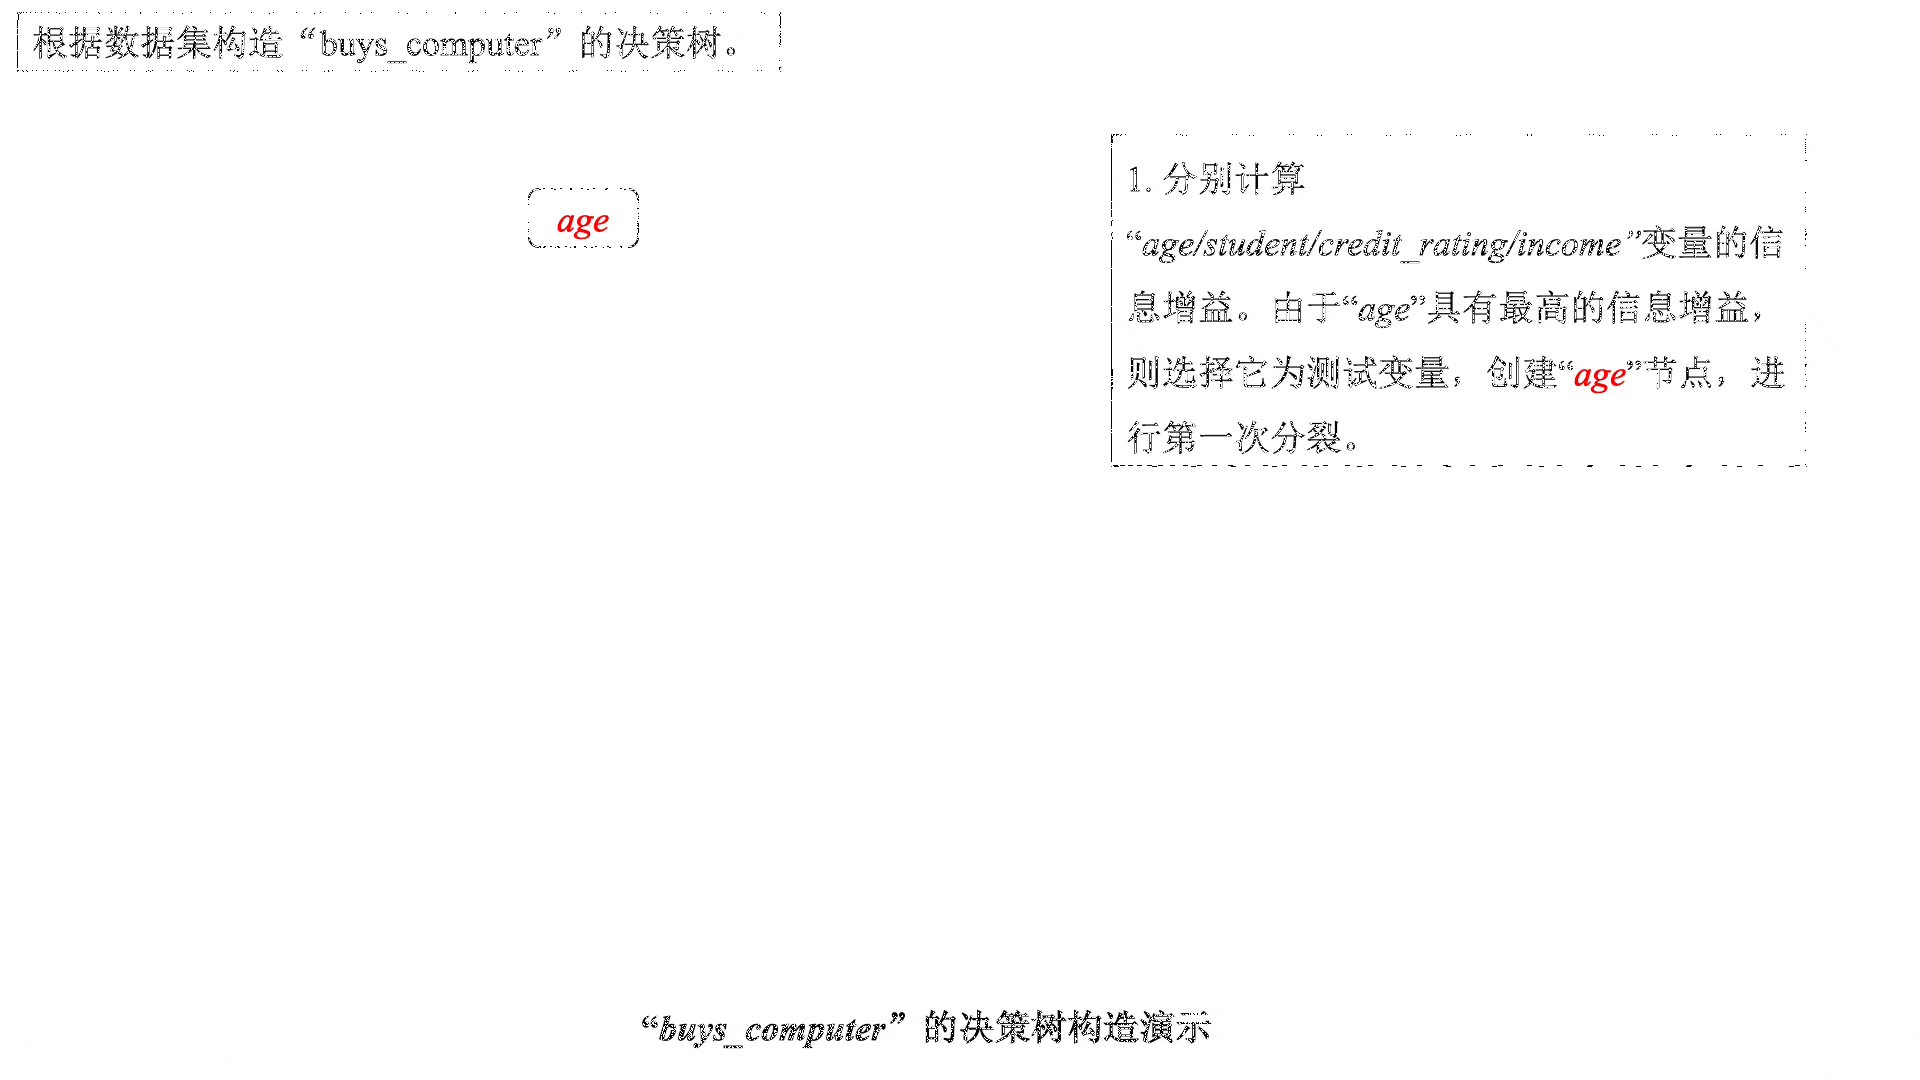 根据数据集构造“buys_computer”的决策树。
age
1. 分别计算
“age/student/credit_rating/income”变量的信
息增益。由于“age”具有最高的信息增益，
则选择它为测试变量，创建“age”节点，进
行第一次分裂。
“buys_computer”的决策树构造演示